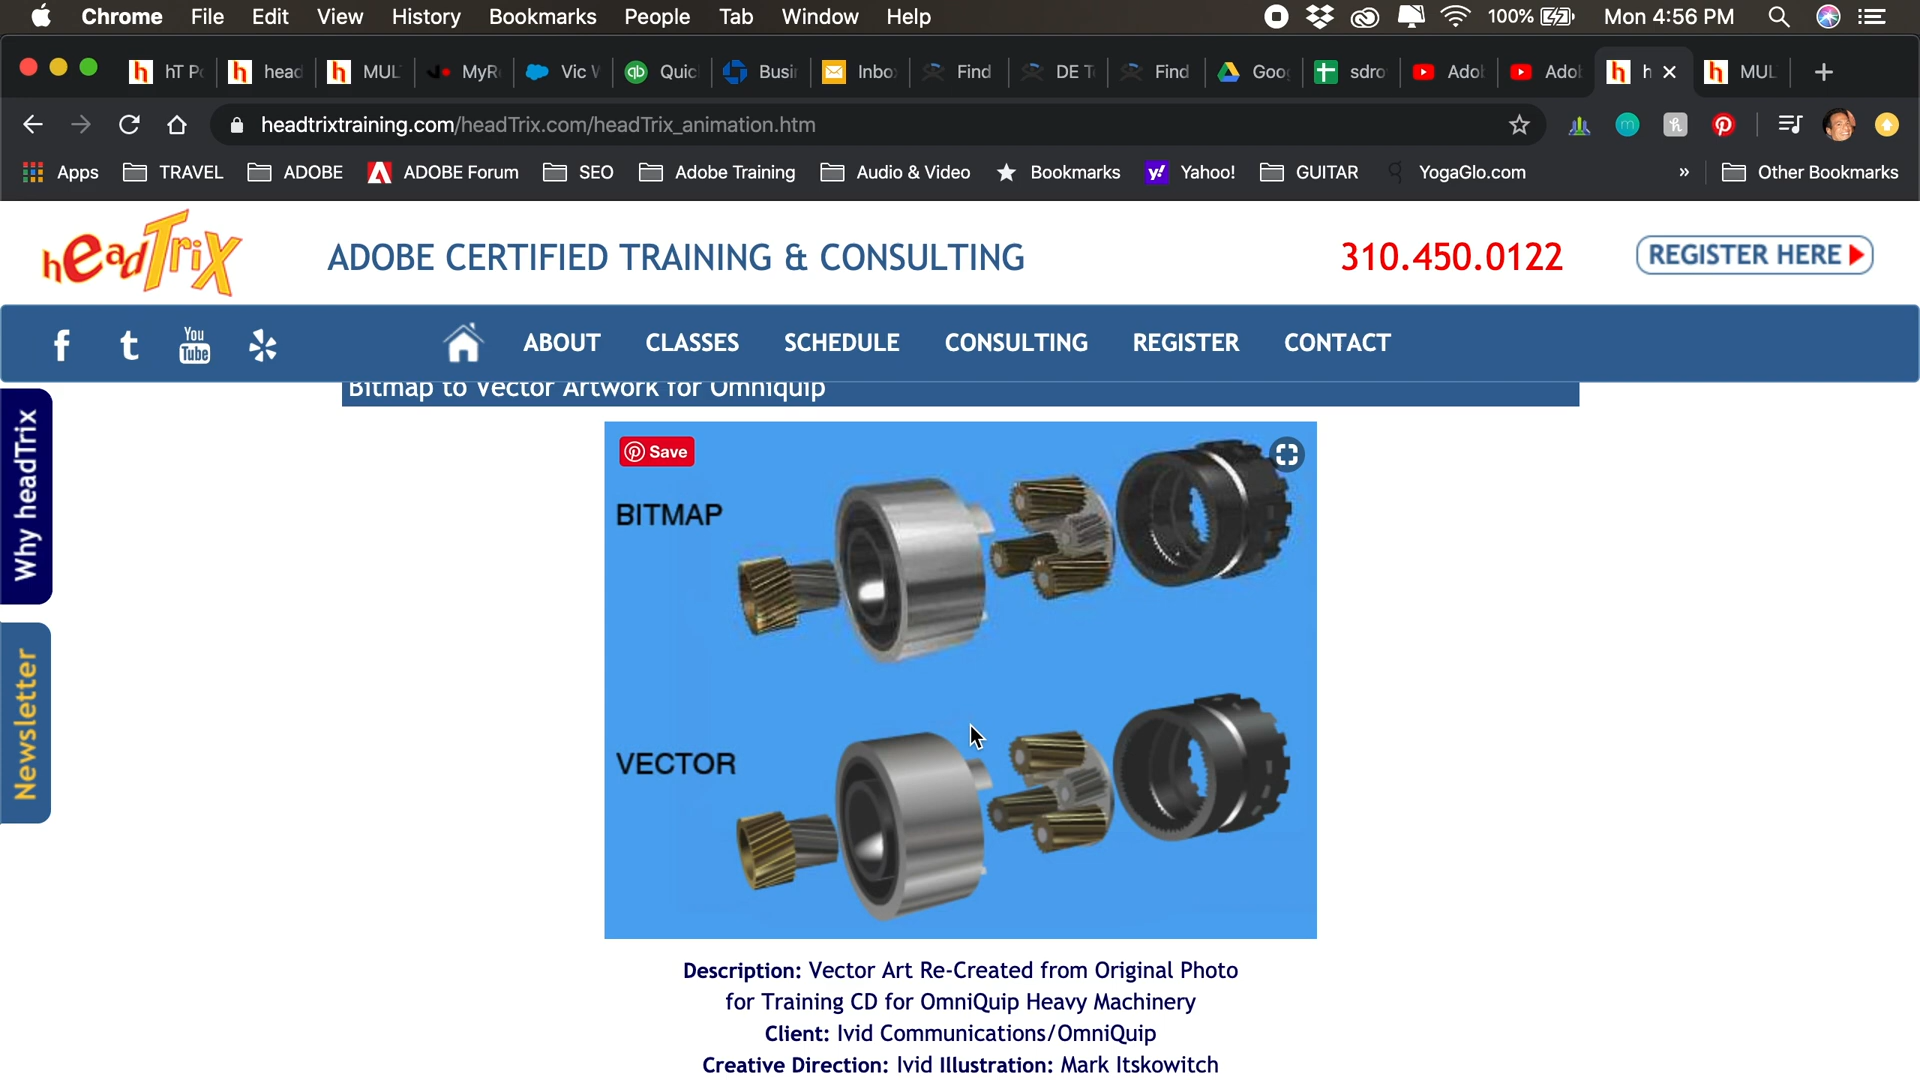 Chrome File Edit View History Bookmarks People Tab Window Help 100% Mon 4:56 PM
hT Po head MUL MyR Vic V Quic Busi Inbo Find DE T Find Goo sdro Adol Adol h MUL
headtrixtraining.com/headTrix.com/headTrix_animation.htm
Apps TRAVEL ADOBE ADOBE Forum SEO Adobe Training Audio & Video Bookmarks Yahoo! GUITAR YogaGlo.com » Other Bookmarks
headTrix ADOBE CERTIFIED TRAINING & CONSULTING 310.450.0122 REGISTER HERE
You Tube ABOUT CLASSES SCHEDULE CONSULTING REGISTER CONTACT
Bitmap to Vector Artwork for Omniquip
Why headTrix
Newsletter
Save
BITMAP
VECTOR
Description: Vector Art Re-Created from Original Photo
for Training CD for OmniQuip Heavy Machinery
Client: Ivid Communications/OmniQuip
Creative Direction: Ivid Illustration: Mark Itskowitch